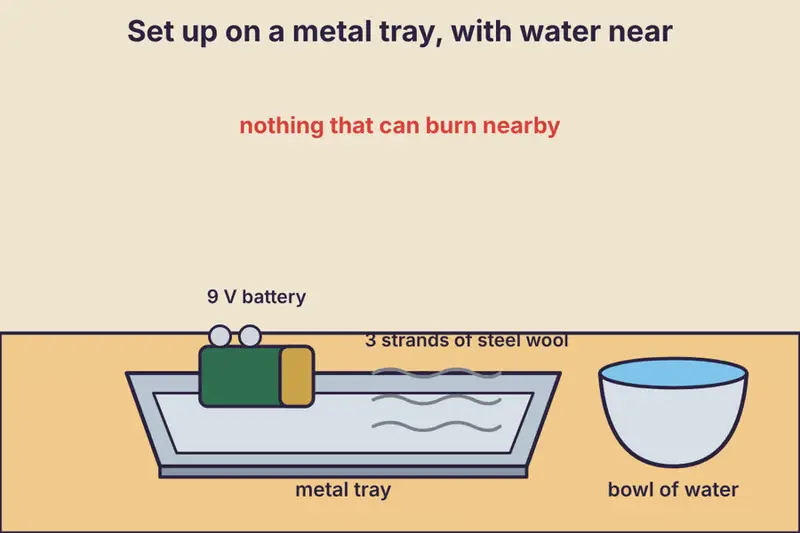 Set up on a metal tray, with water near
nothing that can burn nearby
9 V battery
3 strands of steel wool
metal tray
bowl of water